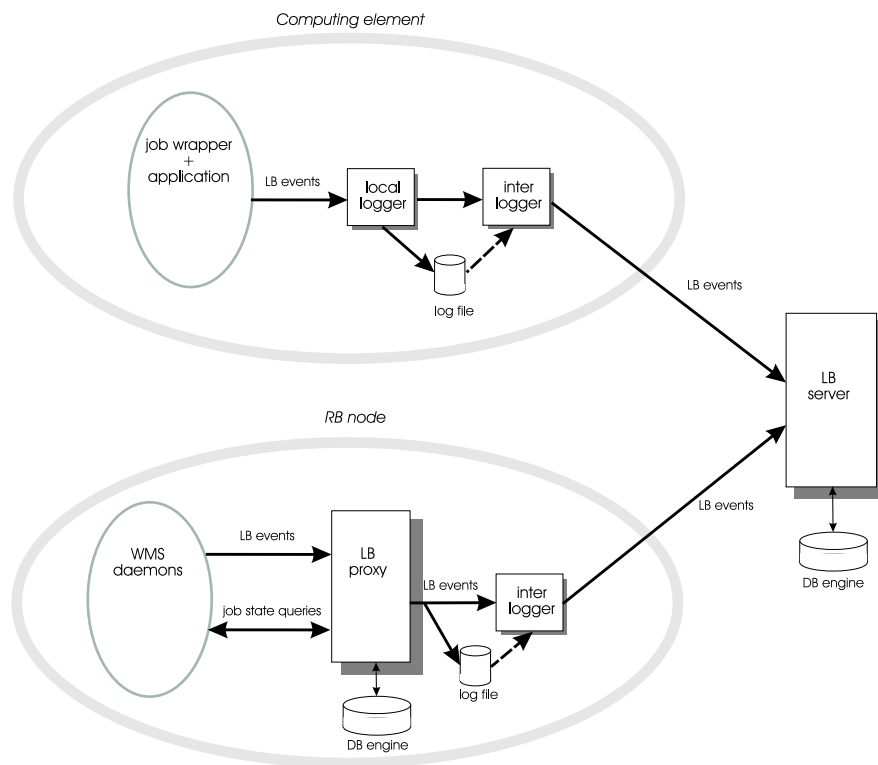 Computing element
job wrapper
+
application
LB events
local
logger
inter
logger
log file
LB events
LB
server
DB engine
RB node
WMS
daemons
LB events
job state queries
LB
proxy
DB engine
LB events
inter
logger
log file
LB events